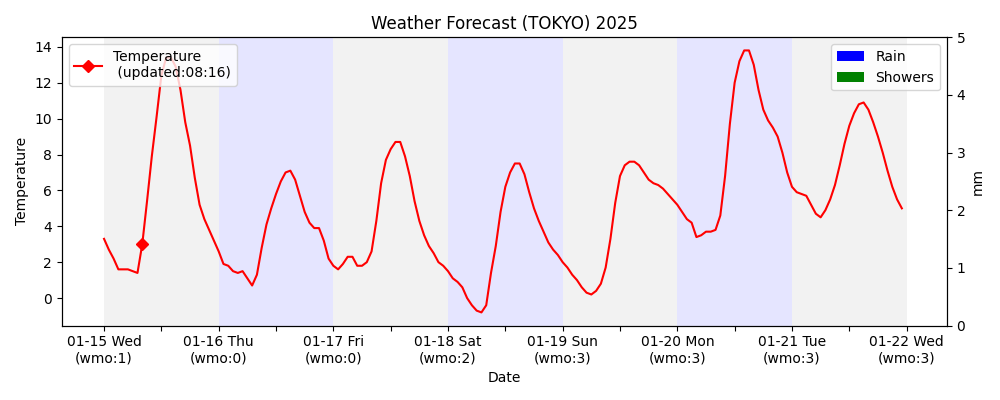 Weather Forecast (TOKYO) 2025
Temperature
(updated:08:16)
Rain
Showers
14
12
10
8
6
4
2
0
Temperature
5
4
3
2
1
0
mm
01-15 Wed 01-16 Thu 01-17 Fri 01-18 Sat 01-19 Sun 01-20 Mon 01-21 Tue 01-22 Wed
(wmo:1) (wmo:0) (wmo:0) (wmo:2) (wmo:3) (wmo:3) (wmo:3) (wmo:3)
Date